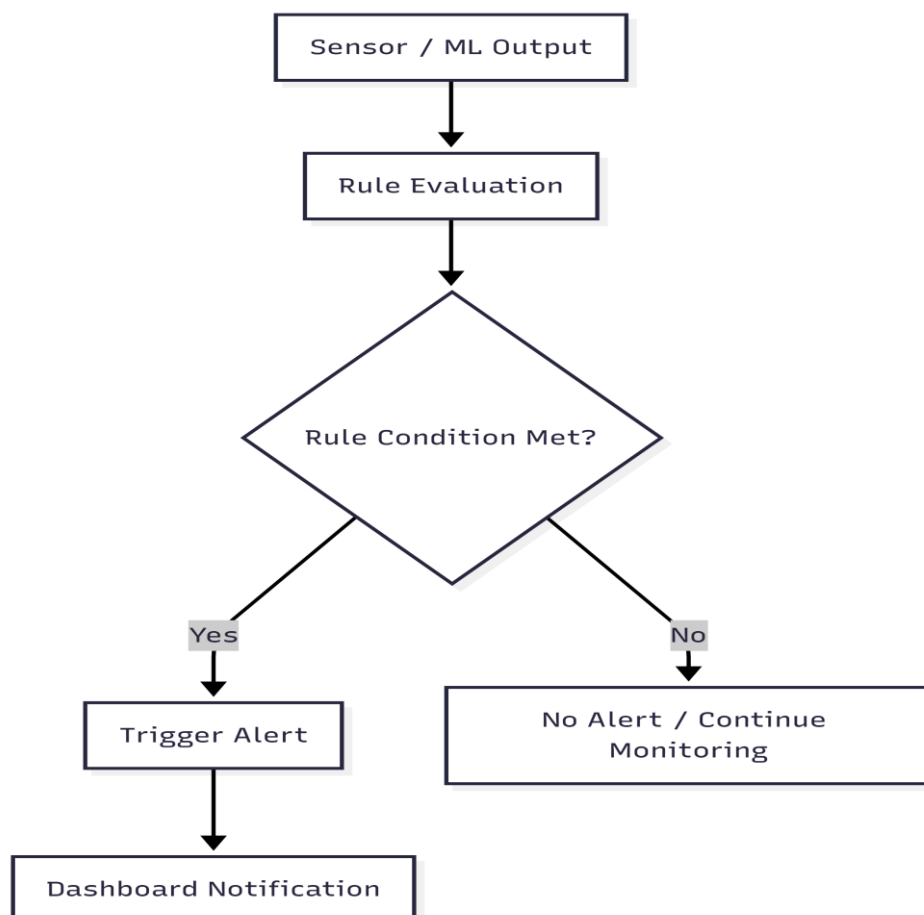 Sensor / ML Output
Rule Evaluation
Rule Condition Met?
Yes
No
Trigger Alert
No Alert / Continue
Monitoring
Dashboard Notification